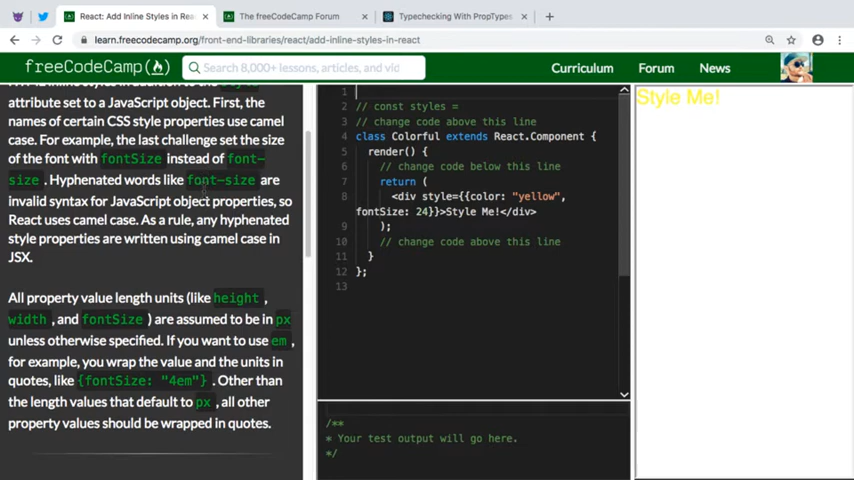 React: Add Inline Styles in Rea
The freeCodeCamp Forum
Typechecking With PropTypes
learn.freecodecamp.org/front-end-libraries/react/add-inline-styles-in-react
freeCodeCamp
Search 8,000+ lessons, articles, and vid
Curriculum
Forum
News
attribute set to a JavaScript object. First, the
names of certain CSS style properties use camel
case. For example, the last challenge set the size
of the font with fontSize instead of font-
size . Hyphenated words like font-size are
invalid syntax for JavaScript object properties, so
React uses camel case. As a rule, any hyphenated
style properties are written using camel case in
JSX.
All property value length units (like height ,
width , and fontSize ) are assumed to be in px
unless otherwise specified. If you want to use em ,
for example, you wrap the value and the units in
quotes, like {fontSize: "4em"} . Other than
the length values that default to px , all other
property values should be wrapped in quotes.
1
2 // const styles =
3 // change code above this line
4 class Colorful extends React.Component {
5 render() {
6 // change code below this line
7 return (
8 <div style={{color: "yellow",
fontSize: 24}}>Style Me!</div>
9 );
10 // change code above this line
11 }
12 };
13
/**
* Your test output will go here.
*/
Style Me!